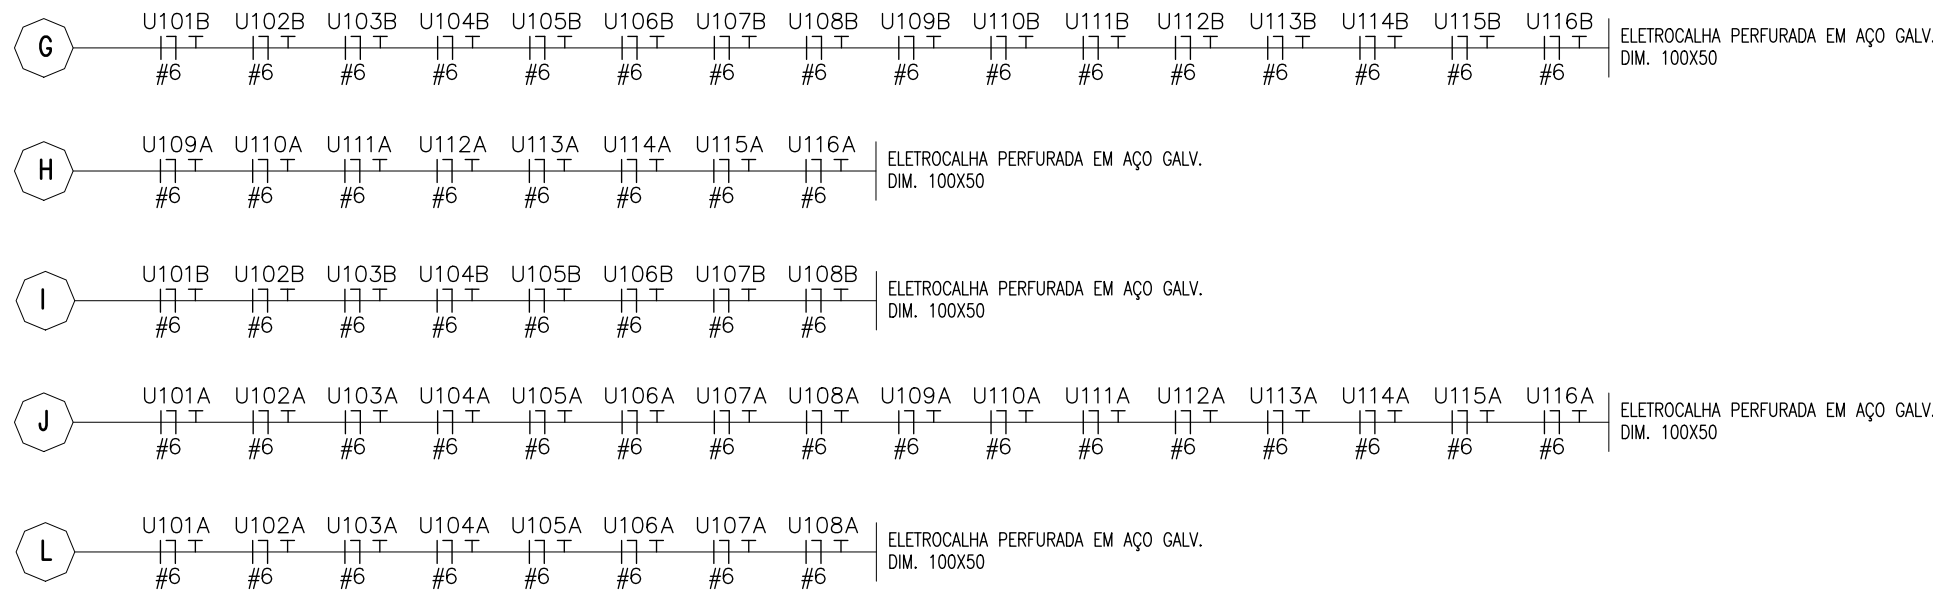 U101B U102B U103B U104B U105B U106B U107B U108B U109B U110B U111B U112B U113B U114B U115B U116B
G
ELETROCALHA PERFURADA EM AÇO GALV.
DIM. 100X50
#6 #6 #6 #6 #6 #6 #6 #6 #6 #6 #6 #6 #6 #6 #6 #6
U109A U110A U111A U112A U113A U114A U115A U116A
H
ELETROCALHA PERFURADA EM AÇO GALV.
DIM. 100X50
#6 #6 #6 #6 #6 #6 #6 #6
U101B U102B U103B U104B U105B U106B U107B U108B
I
ELETROCALHA PERFURADA EM AÇO GALV.
DIM. 100X50
#6 #6 #6 #6 #6 #6 #6 #6
U101A U102A U103A U104A U105A U106A U107A U108A U109A U110A U111A U112A U113A U114A U115A U116A
J
ELETROCALHA PERFURADA EM AÇO GALV.
DIM. 100X50
#6 #6 #6 #6 #6 #6 #6 #6 #6 #6 #6 #6 #6 #6 #6 #6
U101A U102A U103A U104A U105A U106A U107A U108A
L
ELETROCALHA PERFURADA EM AÇO GALV.
DIM. 100X50
#6 #6 #6 #6 #6 #6 #6 #6